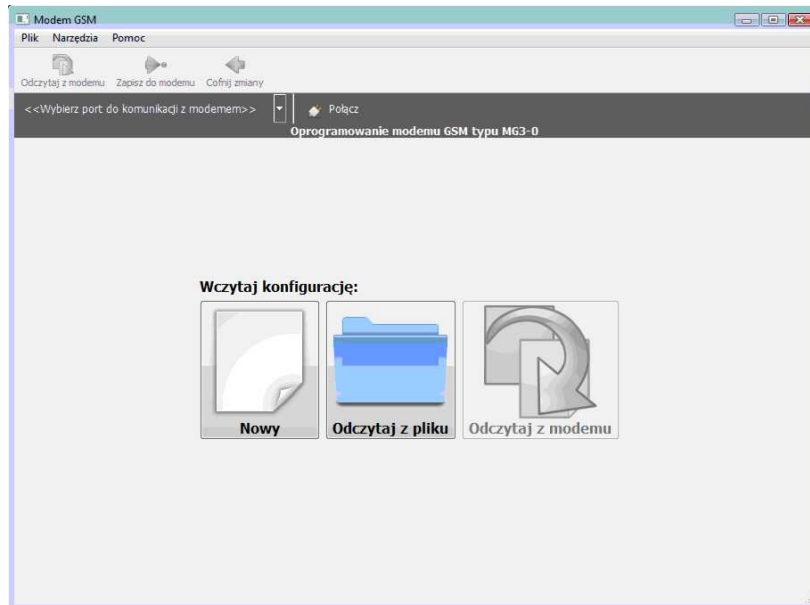 Modem GSM
Plik Narzędzia Pomoc
Odczytaj z modemu Zapisz do modemu Cofnij zmiany
<<Wybierz port do komunikacji z modemem>> Połącz
Oprogramowanie modemu GSM typu MG3-0
Wczytaj konfigurację:
Nowy Odczytaj z pliku Odczytaj z modemu